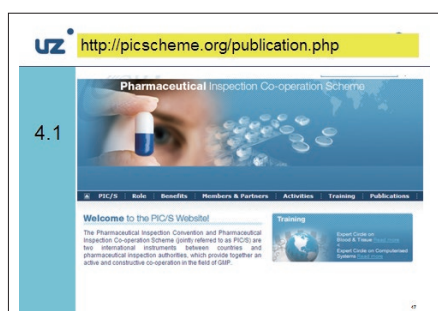 UZ
http://picscheme.org/publication.php
Pharmaceutical Inspection Co-operation Scheme
4.1
PIC/S Role Benefits Members & Partners Activities Training Publications
Welcome to the PIC/S Website!
The Pharmaceutical Inspection Convention and Pharmaceutical
Inspection Co-operation Scheme (jointly referred to as PIC/S) are
two international instruments between countries and
pharmaceutical inspection authorities, which provide together an
active and constructive co-operation in the field of GMP.
Training
Expert Circle on
Blood & Tissue Read more
Expert Circle on Computerised
Systems Read more